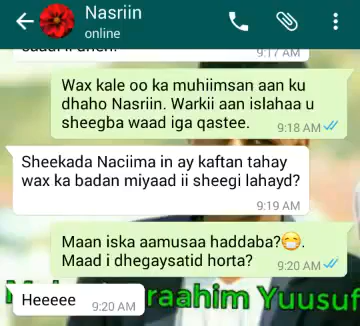 Nasriin
online
9:17 AM
Wax kale oo ka muhiimsan aan ku
dhaho Nasriin. Warkii aan islahaa u
sheegba waad iga qastee.
9:18 AM
Sheekada Naciima in ay kaftan tahay
wax ka badan miyaad ii sheegi lahayd?
9:19 AM
Maan iska aamusaa haddaba?😁.
Maad i dhegaysatid horta?
9:20 AM
raahim Yuusuf
Heeeee
9:20 AM